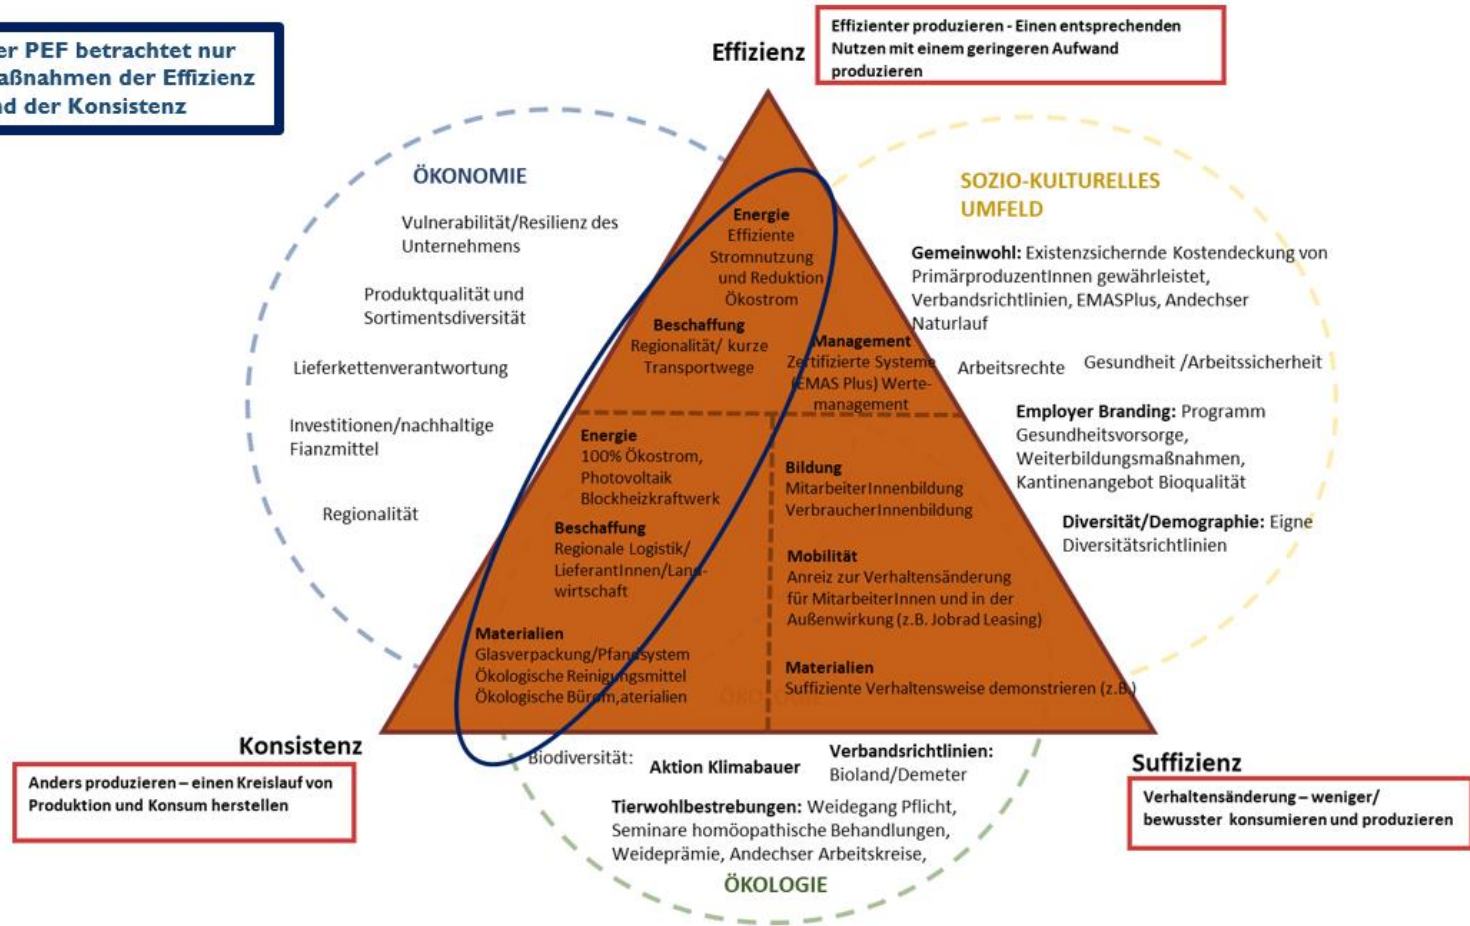 er PEF betrachtet nur
aßnahmen der Effizienz
nd der Konsistenz
Effizienz
Effizienter produzieren - Einen entsprechenden
Nutzen mit einem geringeren Aufwand
produzieren
ÖKONOMIE
Vulnerabilität/Resilienz des
Unternehmens
Produktqualität und
Sortimentsdiversität
Lieferkettenverantwortung
Investitionen/nachhaltige
Fianzmittel
Regionalität
SOZIO-KULTURELLES
UMFELD
Gemeinwohl: Existenzsichernde Kostendeckung von
PrimärproduzentInnen gewährleistet,
Verbandsrichtlinien, EMASPlus, Andechser
Naturlauf
Arbeitsrechte
Gesundheit /Arbeitssicherheit
Employer Branding: Programm
Gesundheitsvorsorge,
Weiterbildungsmaßnahmen,
Kantinenangebot Bioqualität
Diversität/Demographie: Eigne
Diversitätsrichtlinien
Energie
Effiziente
Stromnutzung
und Reduktion
Ökostrom
Beschaffung
Regionalität/ kurze
Transportwege
Management
Zertifizierte Systeme
(EMAS Plus) Werte-
management
Energie
100% Ökostrom,
Photovoltaik
Blockheizkraftwerk
Beschaffung
Regionale Logistik/
LieferantInnen/Land-
wirtschaft
Materialien
Glasverpackung/Pfandsystem
Ökologische Reinigungsmittel
Ökologische Bürom,aterialien
Bildung
MitarbeiterInnenbildung
VerbraucherInnenbildung
Mobilität
Anreiz zur Verhaltensänderung
für MitarbeiterInnen und in der
Außenwirkung (z.B. Jobrad Leasing)
Materialien
Suffiziente Verhaltensweise demonstrieren (z.B.)
ÖKOLOGIE
Konsistenz
Anders produzieren – einen Kreislauf von
Produktion und Konsum herstellen
Suffizienz
Verhaltensänderung – weniger/
bewusster konsumieren und produzieren
Biodiversität:
Aktion Klimabauer
Verbandsrichtlinien:
Bioland/Demeter
Tierwohlbestrebungen: Weidegang Pflicht,
Seminare homöopathische Behandlungen,
Weideprämie, Andechser Arbeitskreise,
ÖKOLOGIE